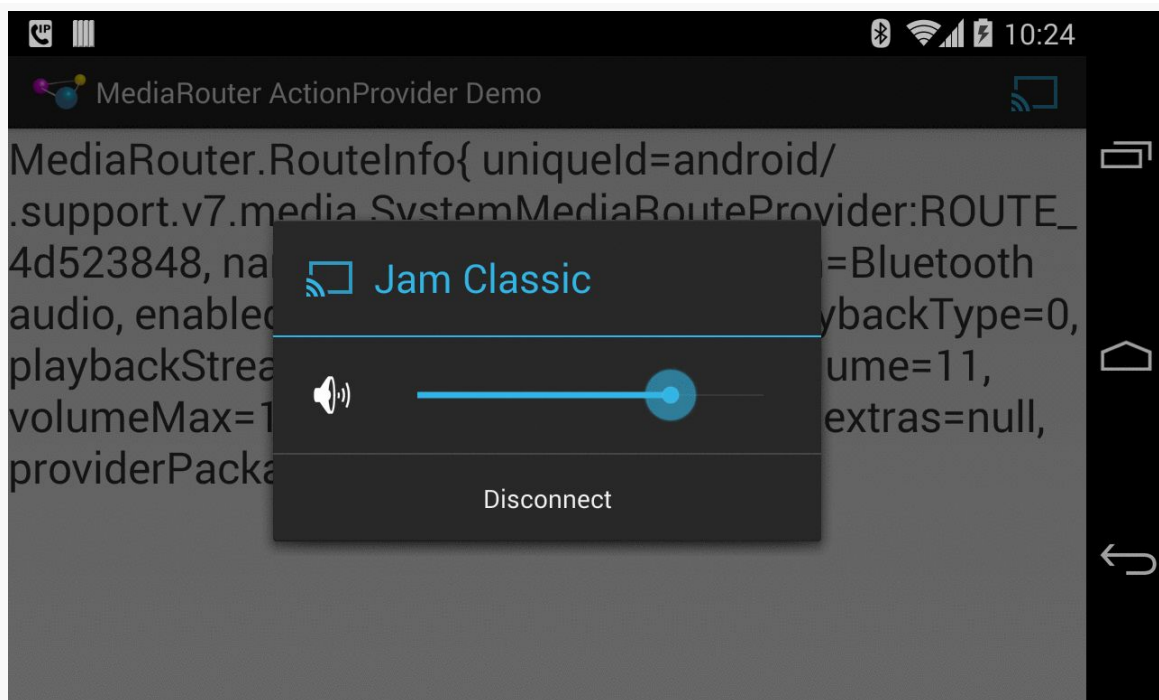 10:24
MediaRouter ActionProvider Demo
MediaRouter.RouteInfo{ uniqueId=android/
.support.v7.media.SystemMediaRouteProvider:ROUTE_
4d523848, na =Bluetooth
audio, enabled ybackType=0,
playbackStrea ume=11,
volumeMax=1 extras=null,
providerPacka
Jam Classic
Disconnect